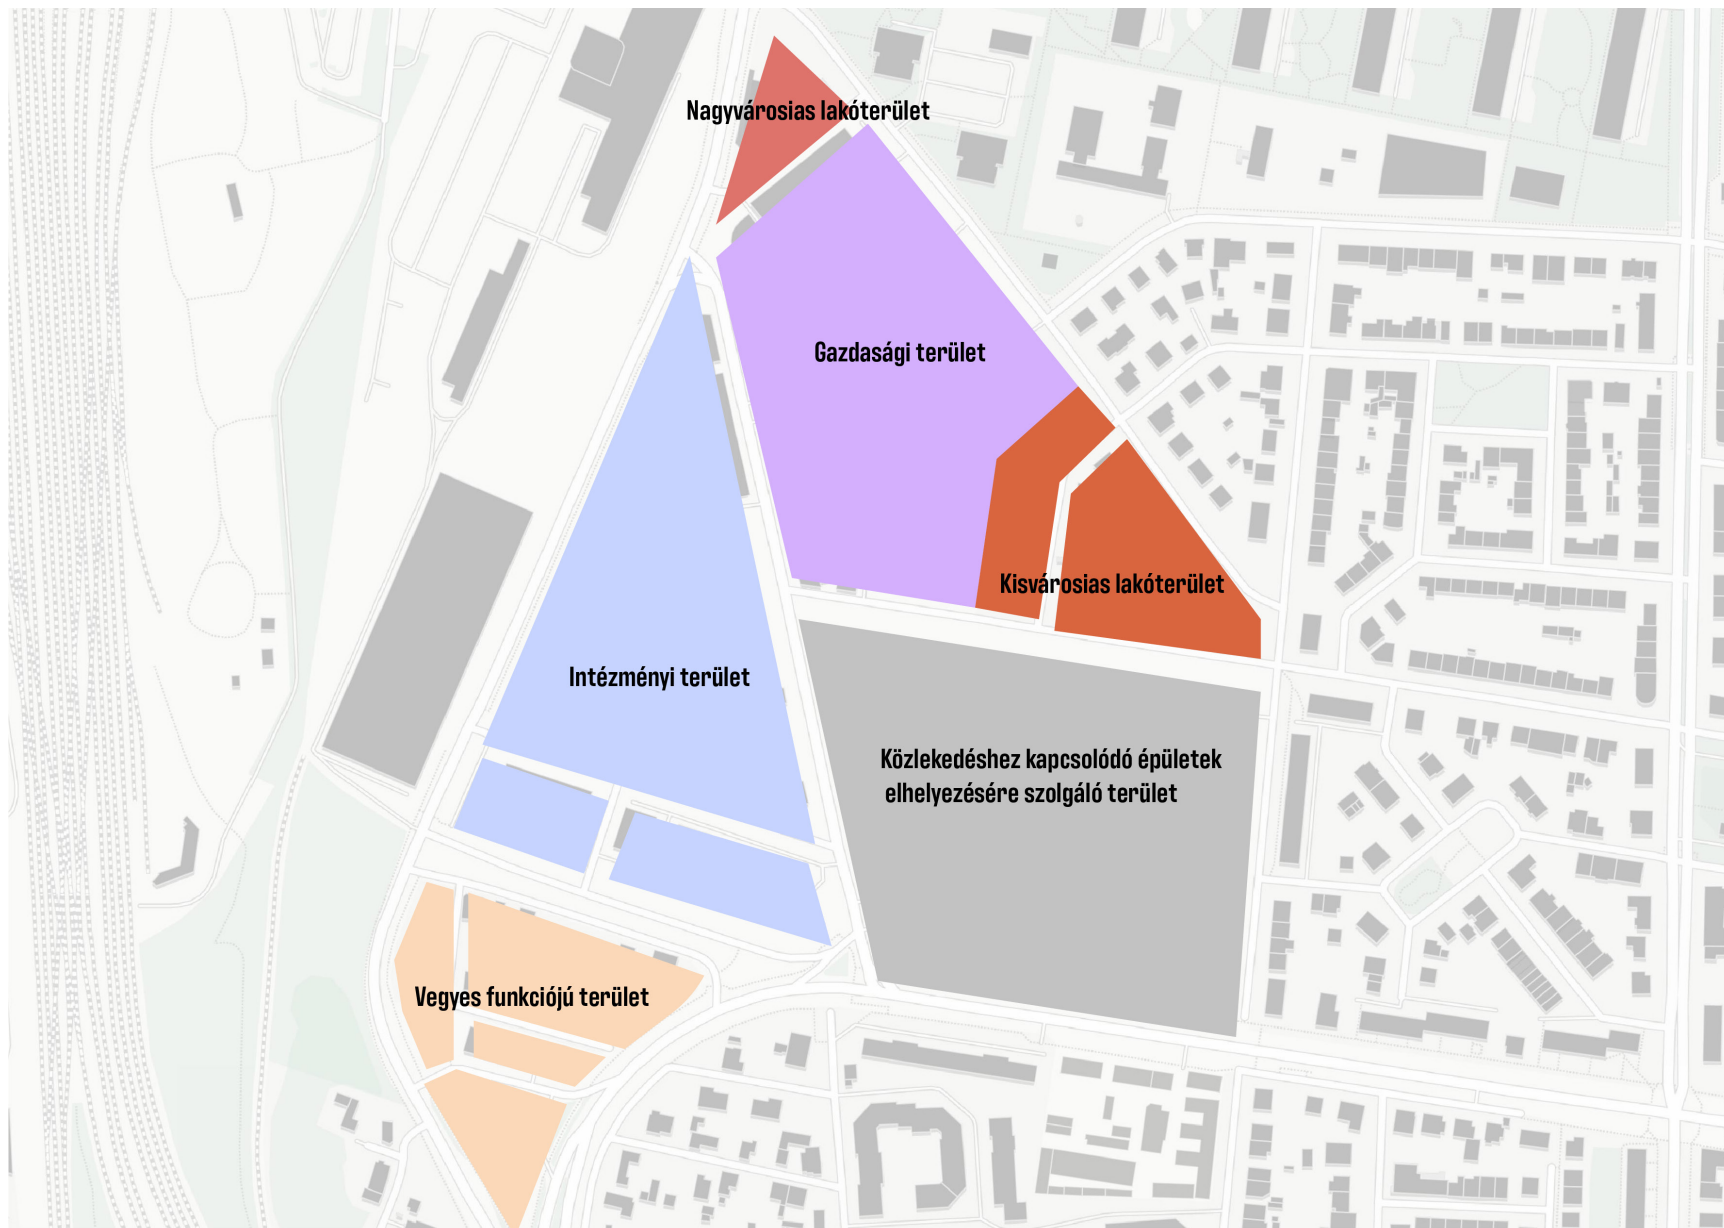 Nagyvárosias lakóterület
Gazdasági terület
Kisvárosias lakóterület
Intézményi terület
Közlekedéshez kapcsolódó épületek
elhelyezésére szolgáló terület
Vegyes funkciójú terület